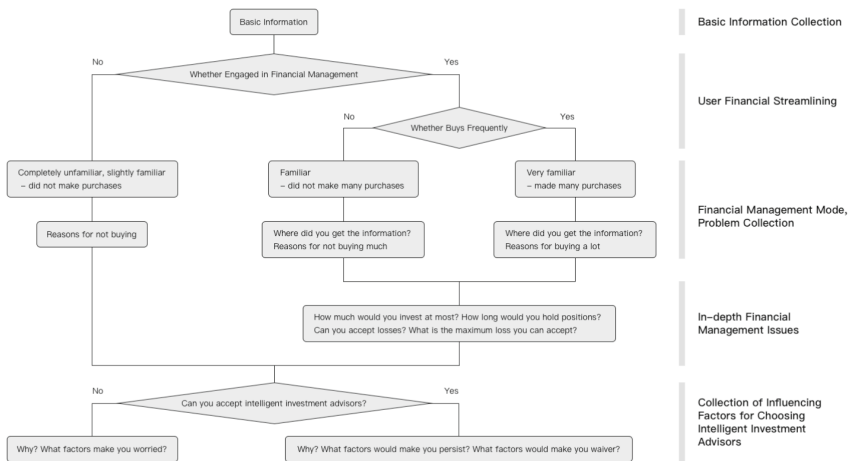 Basic Information
Basic Information Collection
No
Yes
Whether Engaged in Financial Management
User Financial Streamlining
No
Yes
Whether Buys Frequently
Completely unfamiliar, slightly familiar
– did not make purchases
Familiar
– did not make many purchases
Very familiar
– made many purchases
Financial Management Mode,
Problem Collection
Reasons for not buying
Where did you get the information?
Reasons for not buying much
Where did you get the information?
Reasons for buying a lot
How much would you invest at most? How long would you hold positions?
Can you accept losses? What is the maximum loss you can accept?
In-depth Financial
Management Issues
No
Yes
Can you accept intelligent investment advisors?
Collection of Influencing
Factors for Choosing
Intelligent Investment
Advisors
Why? What factors make you worried?
Why? What factors would make you persist? What factors would make you waiver?